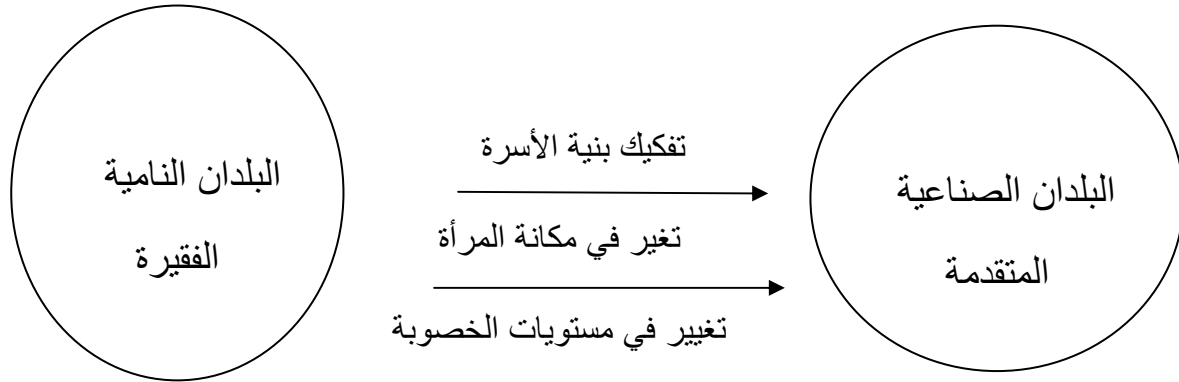 البلدان الصناعية
المتقدمة
تفكيك بنية الأسرة
تغير في مكانة المرأة
تغيير في مستويات الخصوبة
البلدان النامية
الفقيرة